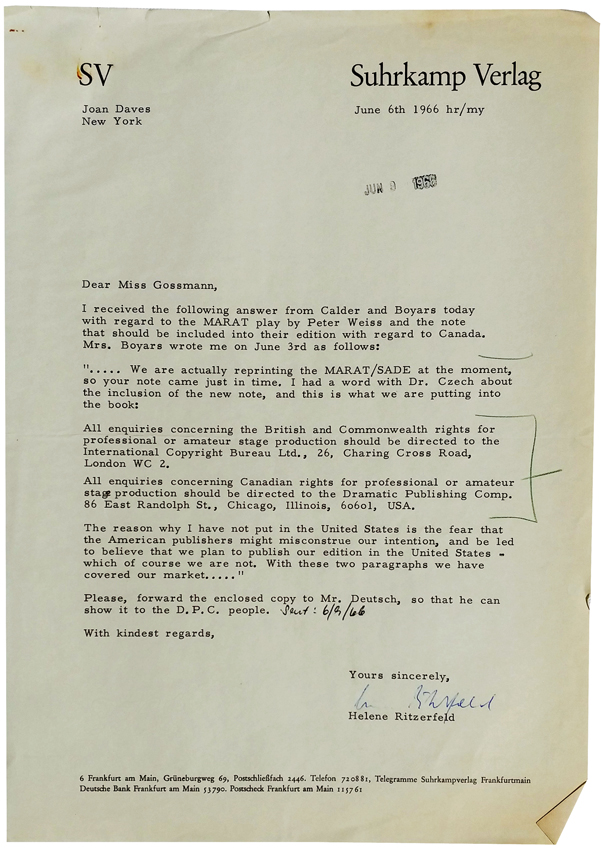 SV
Suhrkamp Verlag
Joan Daves
New York
June 6th 1966 hr/my
JUN 9 1966
Dear Miss Gossmann,
I received the following answer from Calder and Boyars today
with regard to the MARAT play by Peter Weiss and the note
that should be included into their edition with regard to Canada.
Mrs. Boyars wrote me on June 3rd as follows:
"..... We are actually reprinting the MARAT/SADE at the moment,
so your note came just in time. I had a word with Dr. Czech about
the inclusion of the new note, and this is what we are putting into
the book:
All enquiries concerning the British and Commonwealth rights for
professional or amateur stage production should be directed to the
International Copyright Bureau Ltd., 26, Charing Cross Road,
London WC 2.
All enquiries concerning Canadian rights for professional or amateur
stage production should be directed to the Dramatic Publishing Comp.
86 East Randolph St., Chicago, Illinois, 60601, USA.
The reason why I have not put in the United States is the fear that
the American publishers might misconstrue our intention, and be led
to believe that we plan to publish our edition in the United States -
which of course we are not. With these two paragraphs we have
covered our market....."
Please, forward the enclosed copy to Mr. Deutsch, so that he can
show it to the D.P.C. people. Sent: 6/9/66
With kindest regards,
Yours sincerely,
Helene Ritzerfeld
6 Frankfurt am Main, Grüneburgweg 69, Postschließfach 2446. Telefon 720881, Telegramme Suhrkampverlag Frankfurtmain
Deutsche Bank Frankfurt am Main 53790. Postscheck Frankfurt am Main 115761